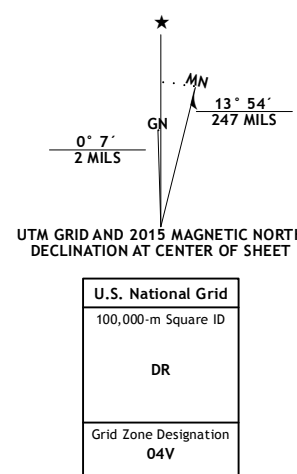 ★
MN
GN
13° 54´
247 MILS
0° 7´
2 MILS
UTM GRID AND 2015 MAGNETIC NORTH
DECLINATION AT CENTER OF SHEET
U.S. National Grid
100,000-m Square ID
DR
Grid Zone Designation
04V